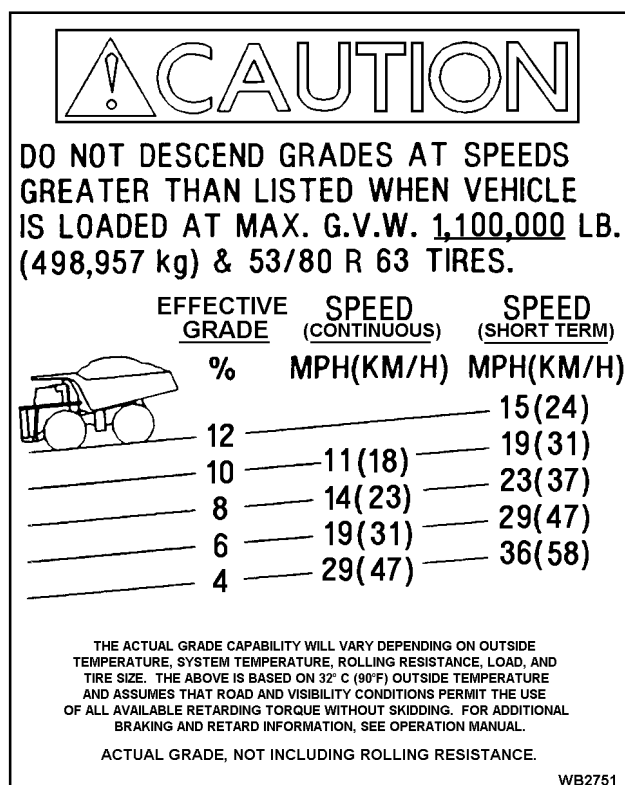 CAUTION
DO NOT DESCEND GRADES AT SPEEDS
GREATER THAN LISTED WHEN VEHICLE
IS LOADED AT MAX. G.V.W. 1,100,000 LB.
(498,957 kg) & 53/80 R 63 TIRES.
EFFECTIVE GRADE SPEED (CONTINUOUS) SPEED (SHORT TERM)
% MPH(KM/H) MPH(KM/H)
12 15(24)
10 11(18) 19(31)
8 14(23) 23(37)
6 19(31) 29(47)
4 29(47) 36(58)
THE ACTUAL GRADE CAPABILITY WILL VARY DEPENDING ON OUTSIDE
TEMPERATURE, SYSTEM TEMPERATURE, ROLLING RESISTANCE, LOAD, AND
TIRE SIZE. THE ABOVE IS BASED ON 32° C (90°F) OUTSIDE TEMPERATURE
AND ASSUMES THAT ROAD AND VISIBILITY CONDITIONS PERMIT THE USE
OF ALL AVAILABLE RETARDING TORQUE WITHOUT SKIDDING. FOR ADDITIONAL
BRAKING AND RETARD INFORMATION, SEE OPERATION MANUAL.
ACTUAL GRADE, NOT INCLUDING ROLLING RESISTANCE.
WB2751